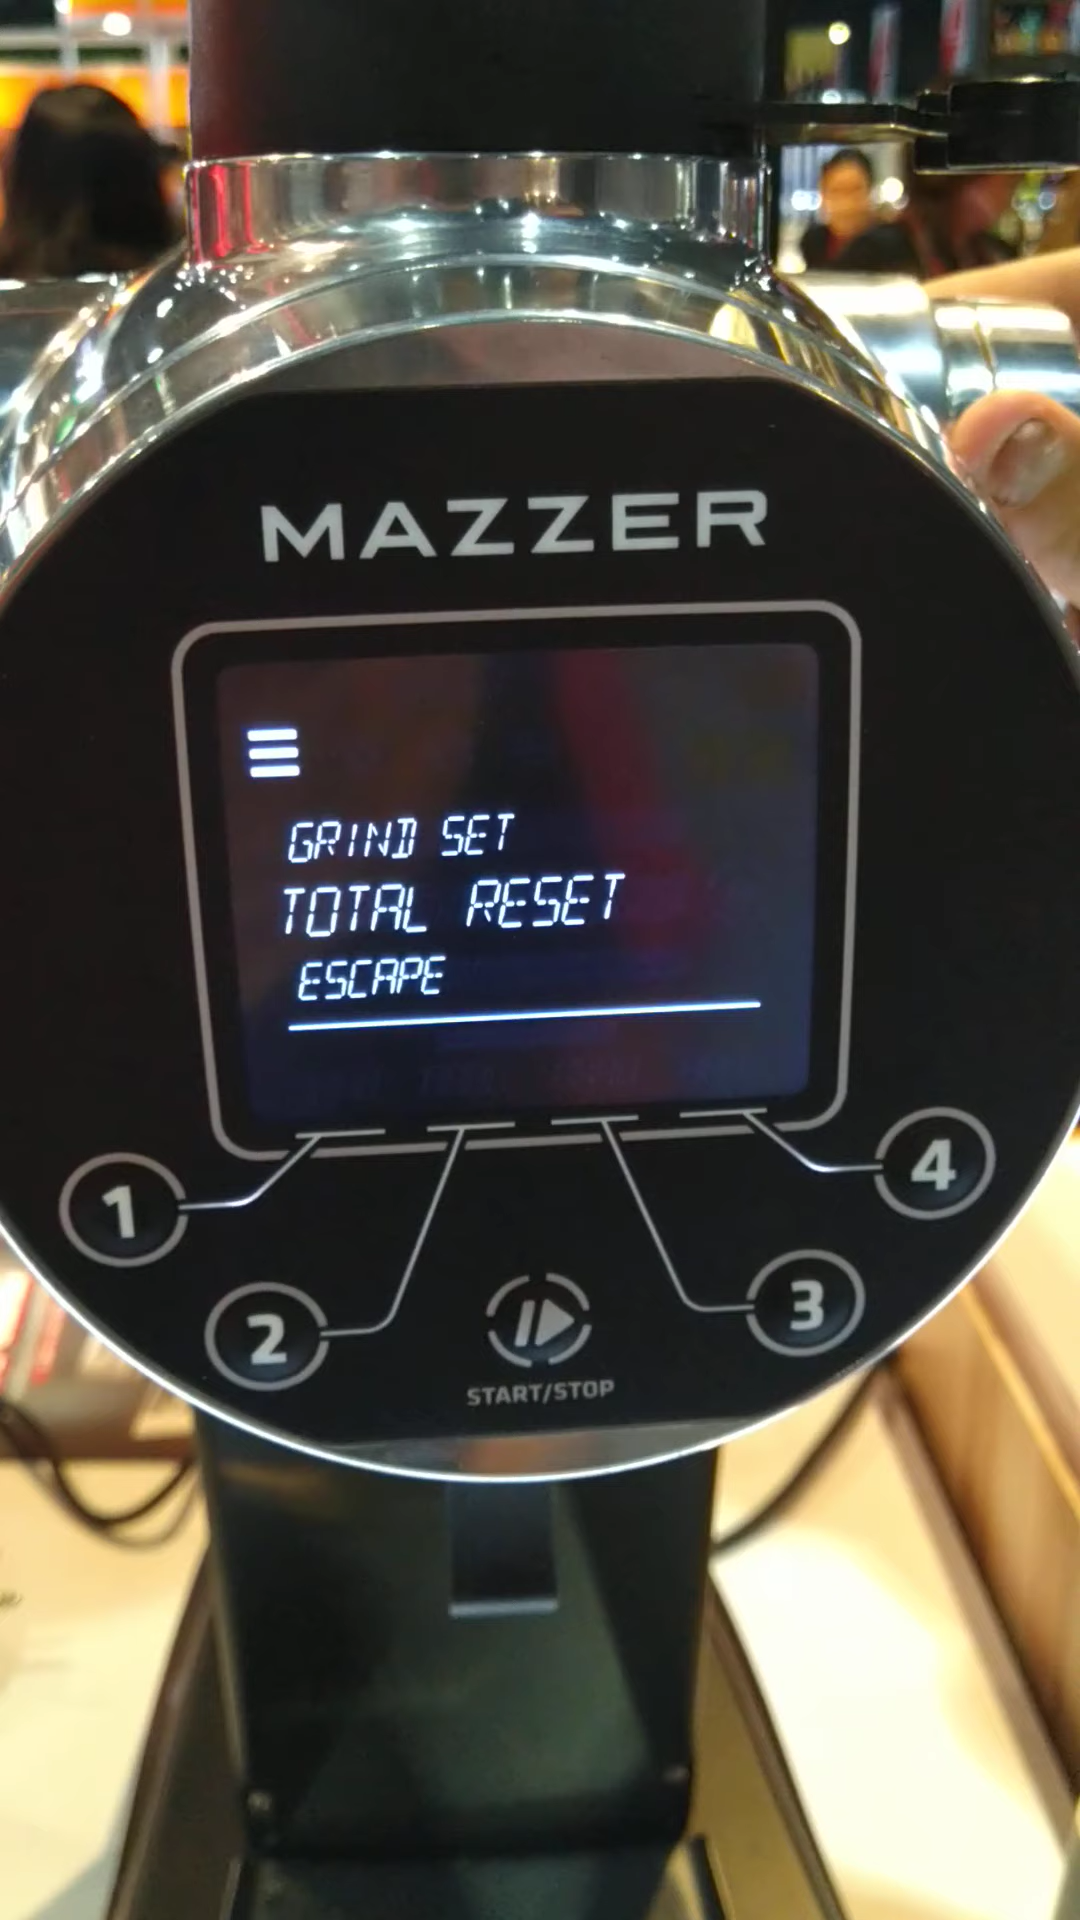 MAZZER
GRIND SET
TOTAL RESET
ESCAPE
1
4
2
3
START/STOP